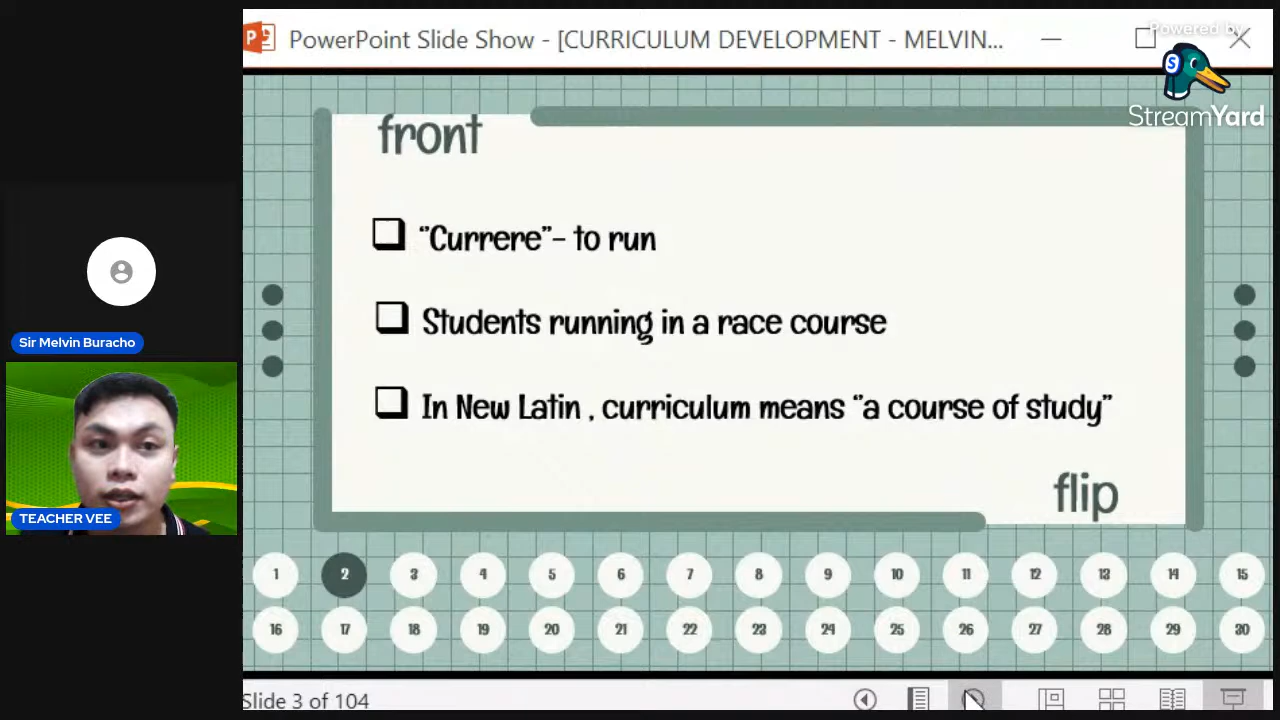 PowerPoint Slide Show - [CURRICULUM DEVELOPMENT - MELVIN...
Powered by
StreamYard
front
❑ "Currere"- to run
❑ Students running in a race course
❑ In New Latin , curriculum means "a course of study"
flip
Sir Melvin Buracho
TEACHER VEE
1 2 3 4 5 6 7 8 9 10 11 12 13 14 15
16 17 18 19 20 21 22 23 24 25 26 27 28 29 30
Slide 3 of 104